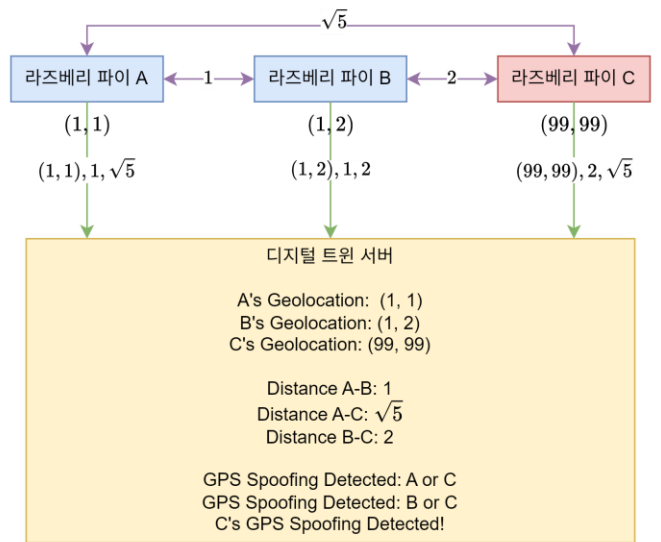 √5
라즈베리 파이 A
1
라즈베리 파이 B
2
라즈베리 파이 C
(1, 1)
(1, 2)
(99, 99)
(1, 1), 1, √5
(1, 2), 1, 2
(99, 99), 2, √5
디지털 트윈 서버
A's Geolocation: (1, 1)
B's Geolocation: (1, 2)
C's Geolocation: (99, 99)
Distance A-B: 1
Distance A-C: √5
Distance B-C: 2
GPS Spoofing Detected: A or C
GPS Spoofing Detected: B or C
C's GPS Spoofing Detected!